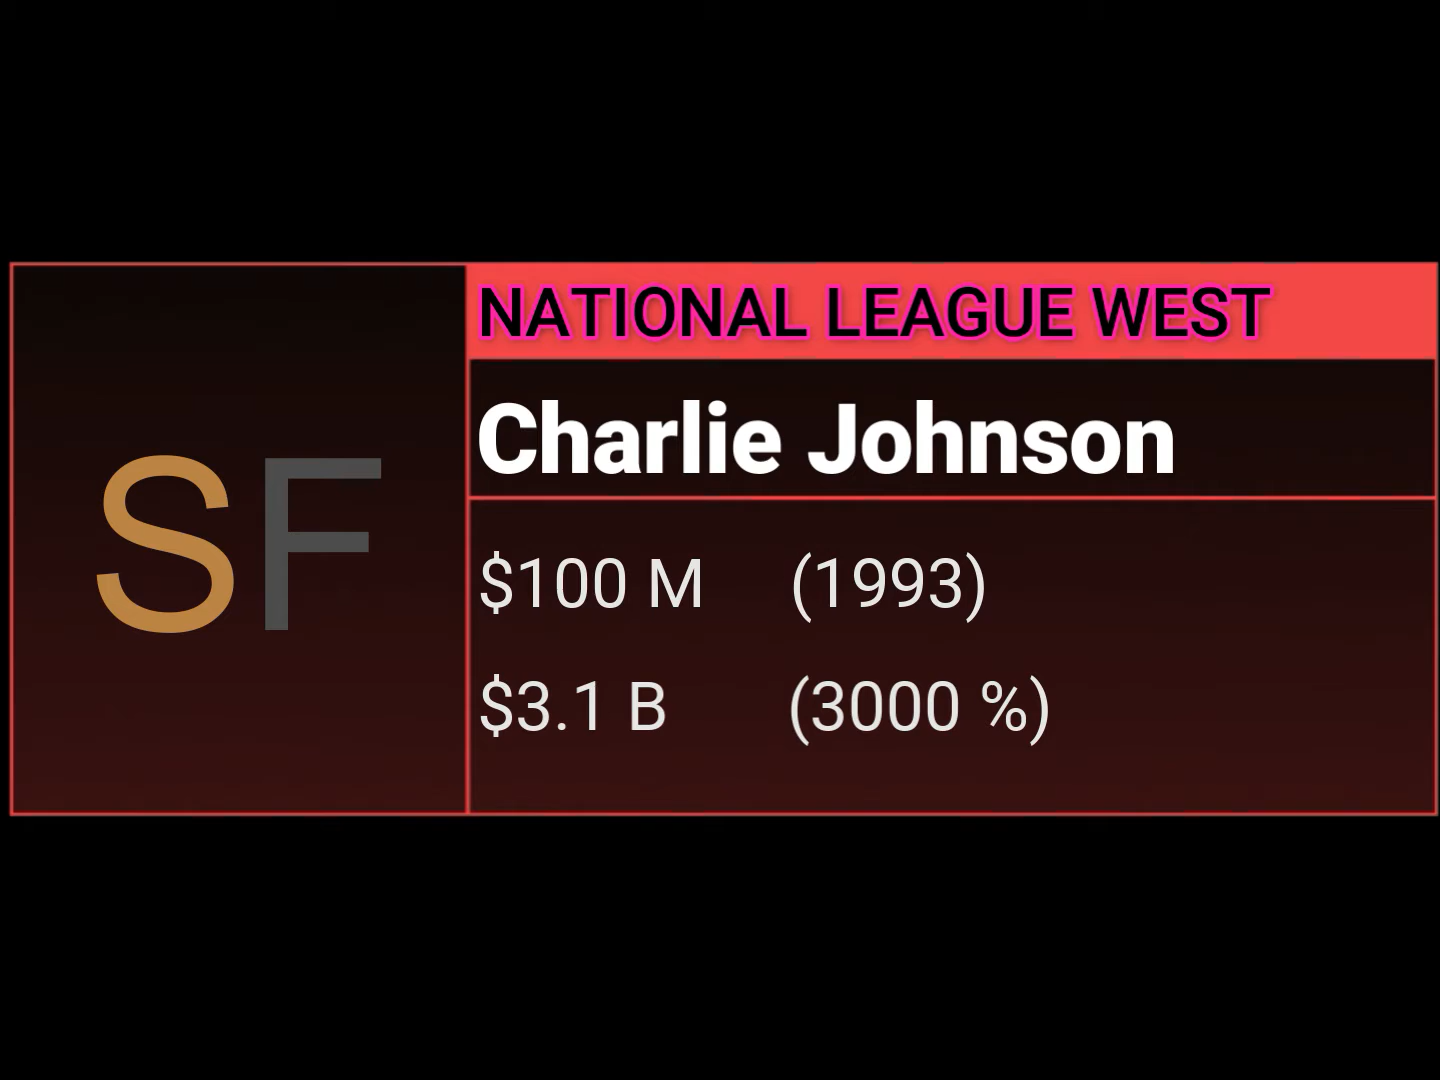 SF
NATIONAL LEAGUE WEST
Charlie Johnson
$100 M (1993)
$3.1 B (3000 %)